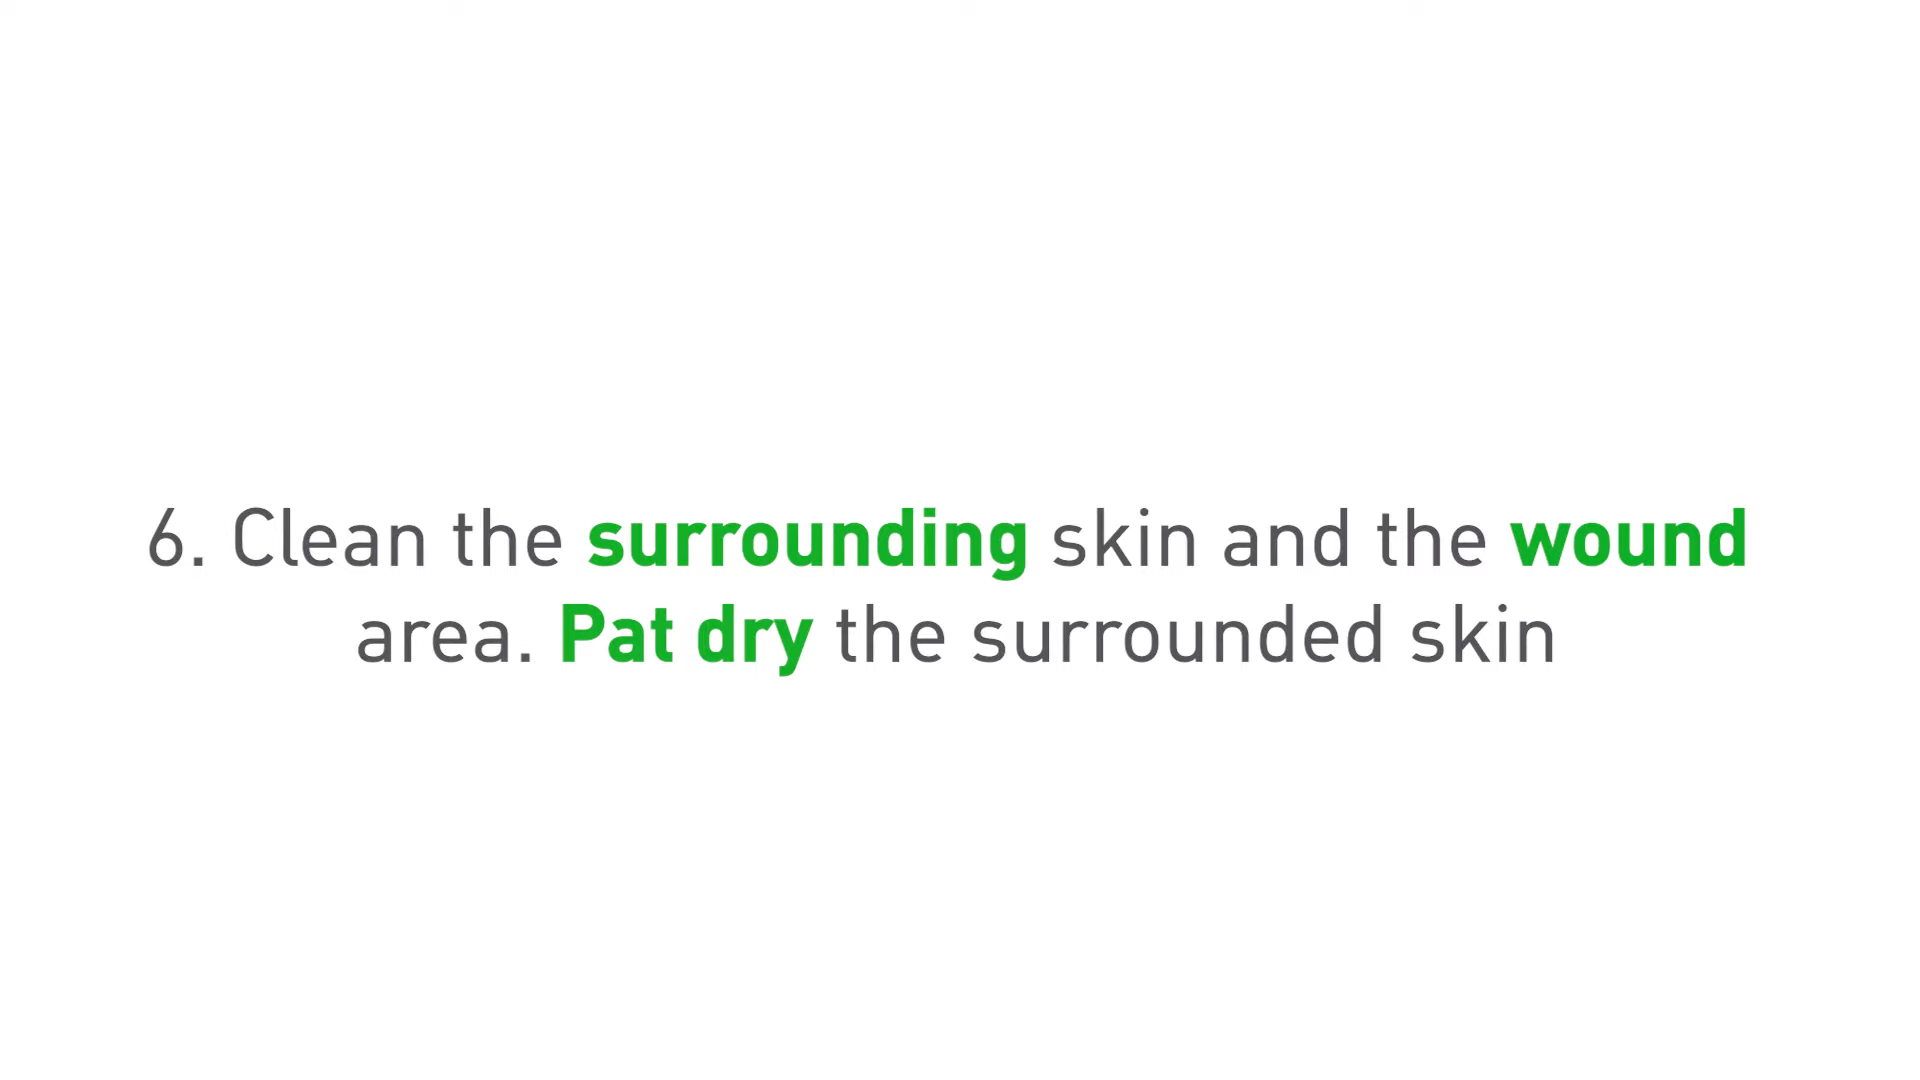 6. Clean the surrounding skin and the wound
area. Pat dry the surrounded skin